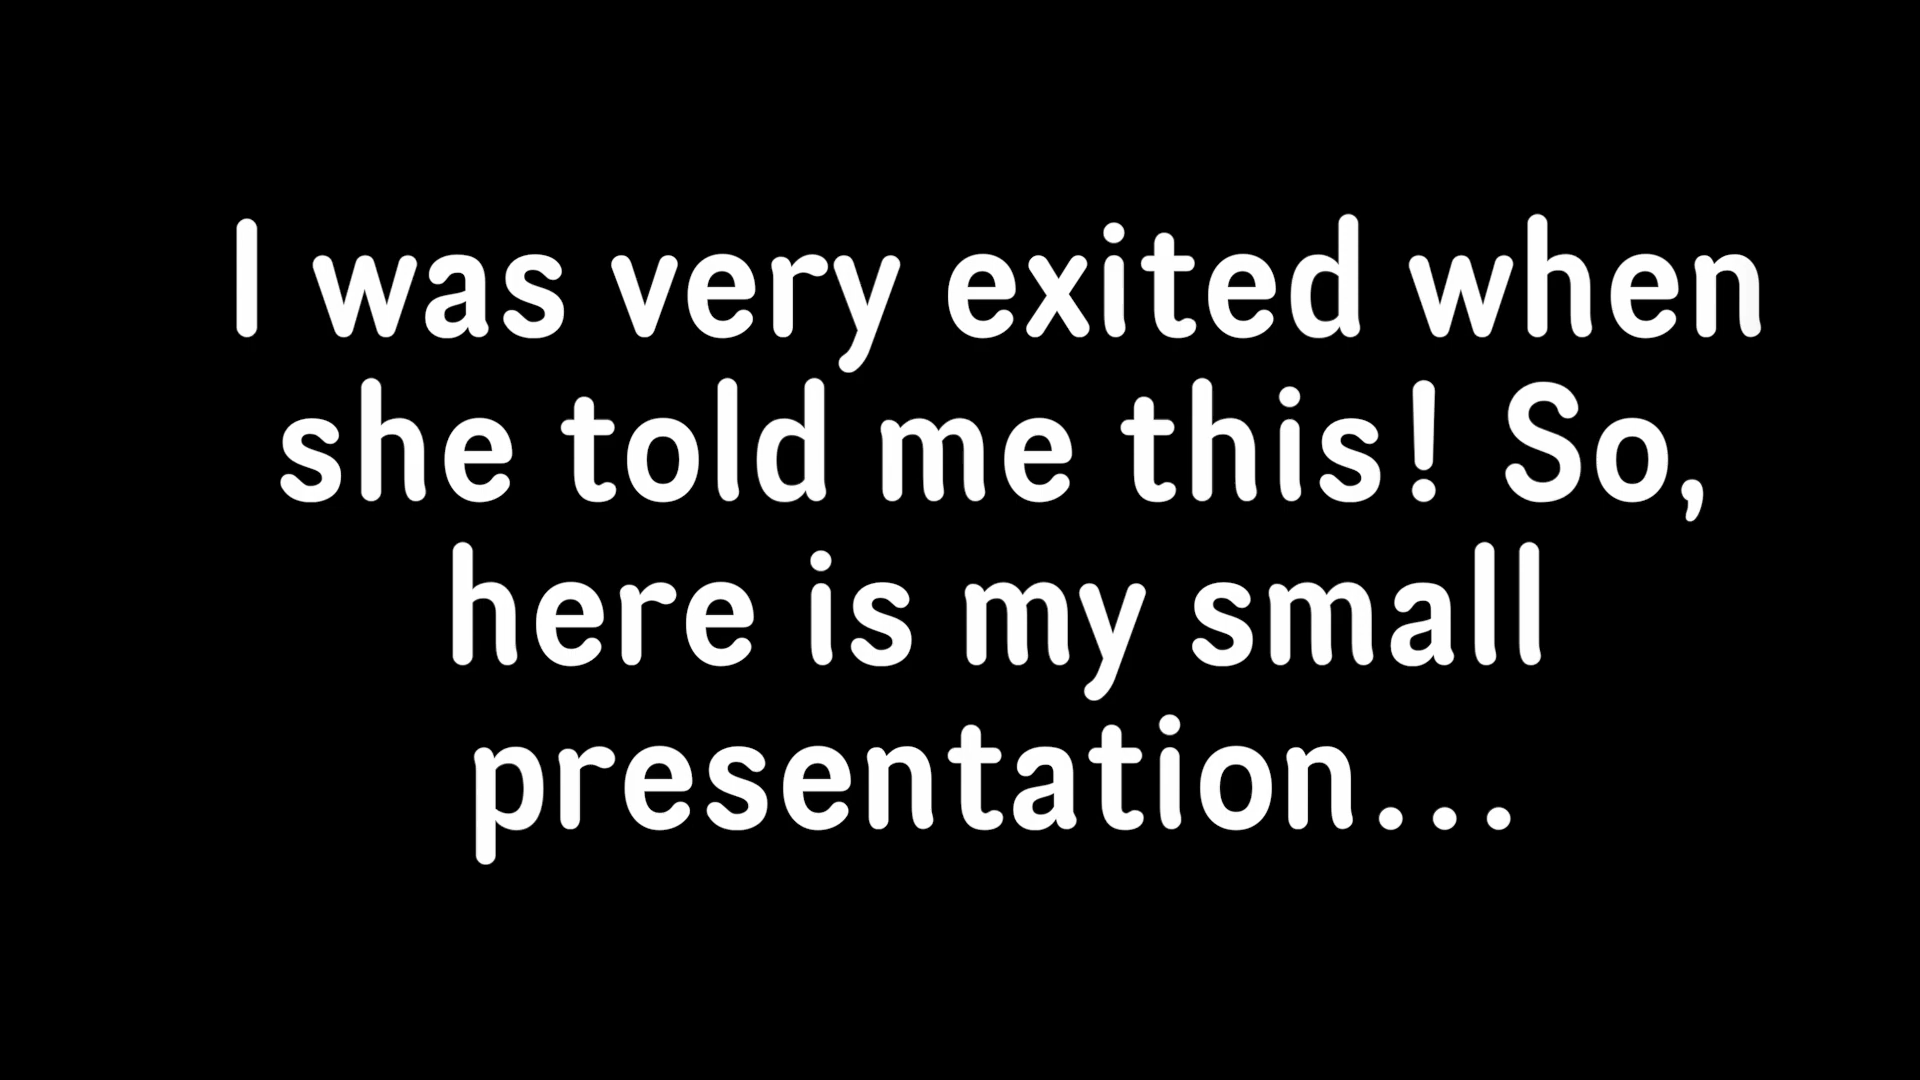 I was very exited when
she told me this! So,
here is my small
presentation...